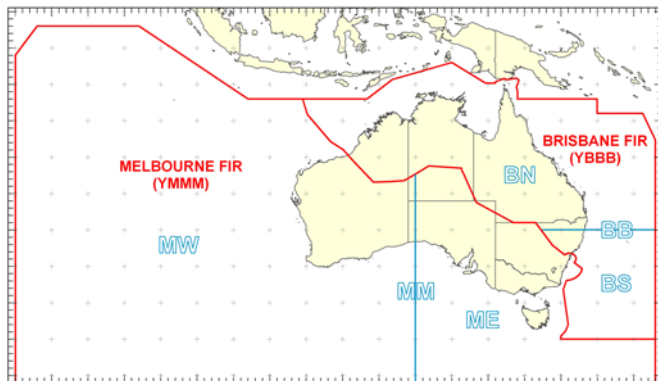 BRISBANE FIR
(YBBB)
MELBOURNE FIR
(YMMM)
BN
MW
BB
BS
MM
ME